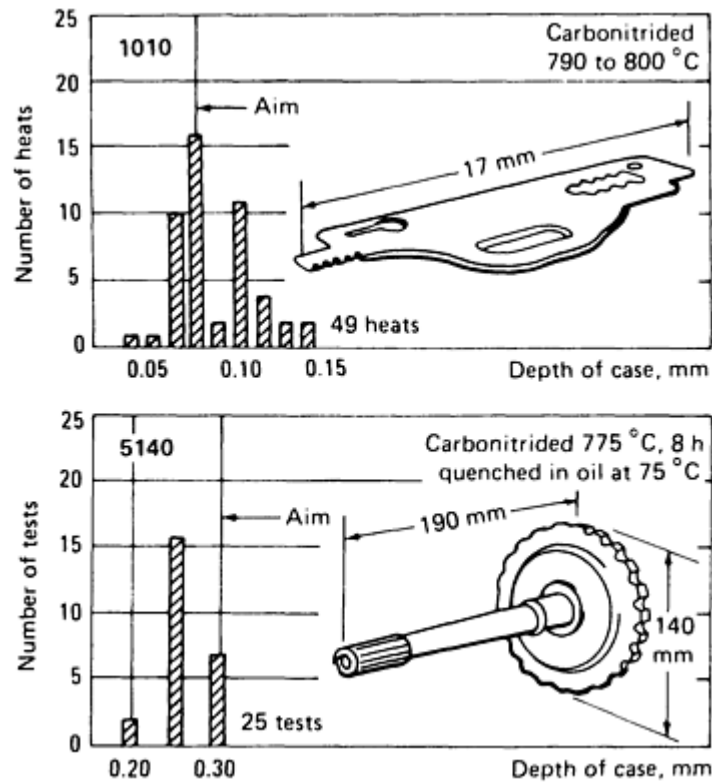 1010
Carbonitrided
790 to 800 °C
25
20
15
10
5
0
Number of heats
Aim
17 mm
49 heats
0.05
0.10
0.15
Depth of case, mm
5140
Carbonitrided 775 °C, 8 h
quenched in oil at 75 °C
25
20
15
10
5
0
Number of tests
Aim
190 mm
140
mm
25 tests
0.20
0.30
Depth of case, mm